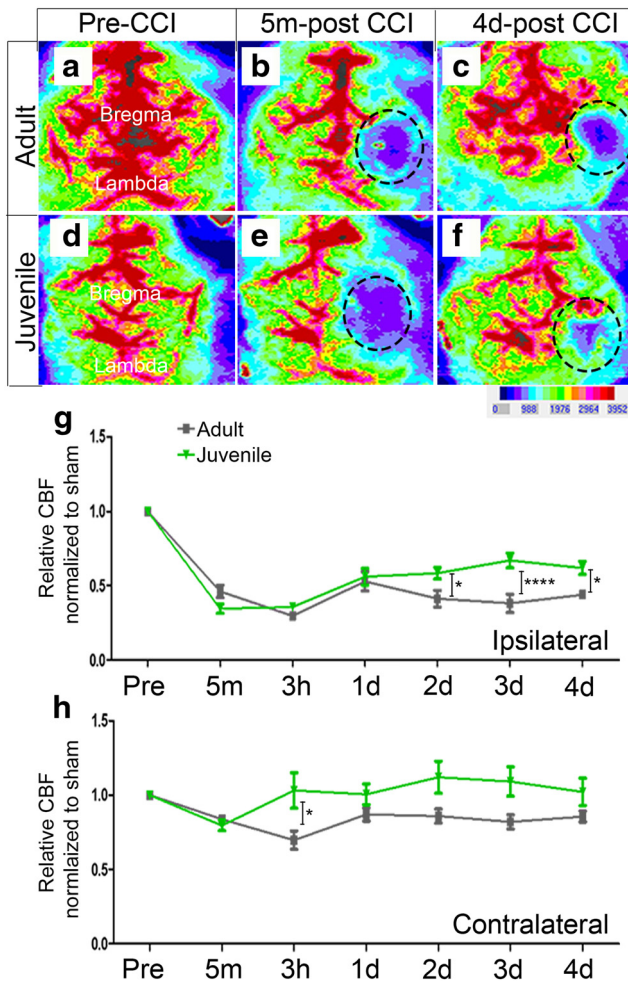 Pre-CCI 5m-post CCI 4d-post CCI
Adult
a b c
Bregma
Lambda
Juvenile
d e f
Bregma
Lambda
0 988 1976 2964 3952
g
Adult
Juvenile
Relative CBF
normalized to sham
1.5
1.0
0.5
0.0
* **** *
Ipsilateral
Pre 5m 3h 1d 2d 3d 4d
h
Relative CBF
normlaized to sham
1.5
1.0
0.5
0.0
*
Contralateral
Pre 5m 3h 1d 2d 3d 4d